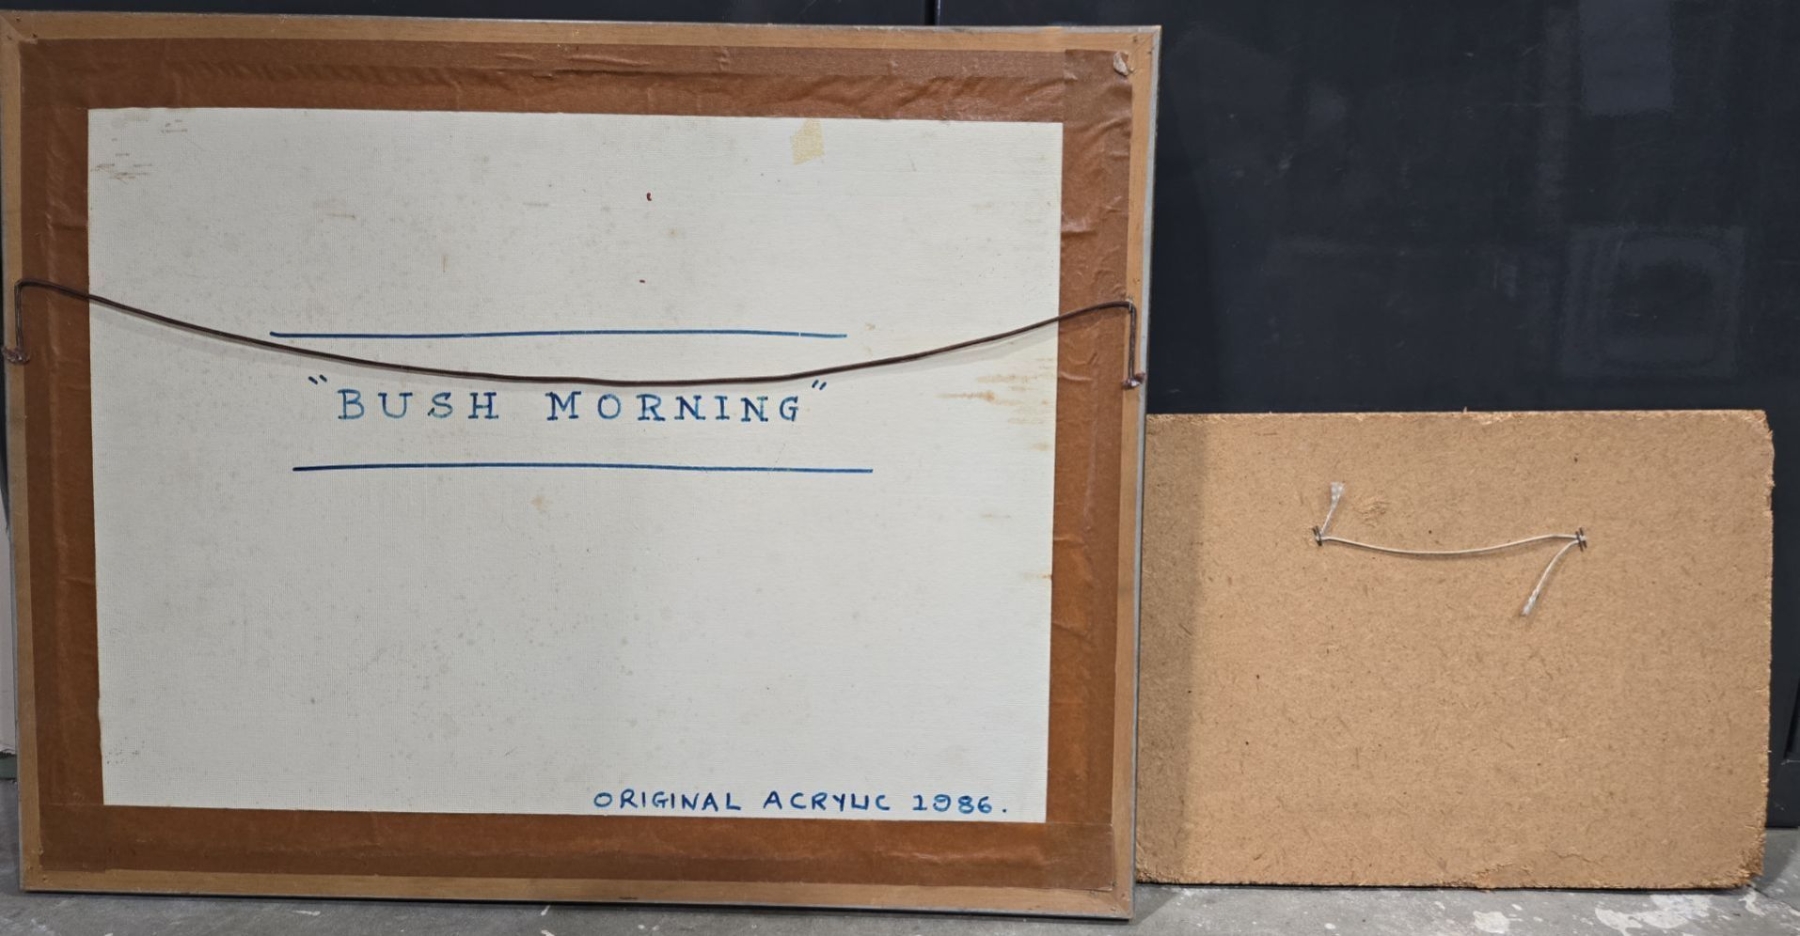 "BUSH MORNING"
ORIGINAL ACRYLIC 1986.